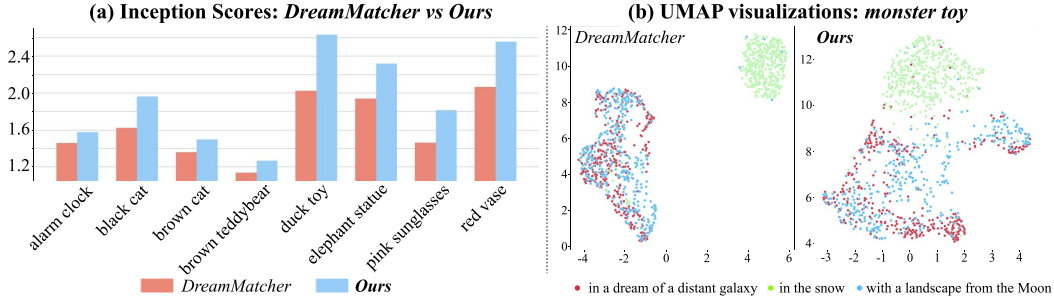 (a) Inception Scores: DreamMatcher vs Ours
2.4
2.0
1.6
1.2
alarm clock
black cat
brown cat
brown teddybear
duck toy
elephant statue
pink sunglasses
red vase
DreamMatcher
Ours
(b) UMAP visualizations: monster toy
DreamMatcher
12
10
8
6
4
2
0
-4 -2 0 2 4 6
Ours
12
10
8
6
4
-3 -2 -1 0 1 2 3 4
in a dream of a distant galaxy
in the snow
with a landscape from the Moon